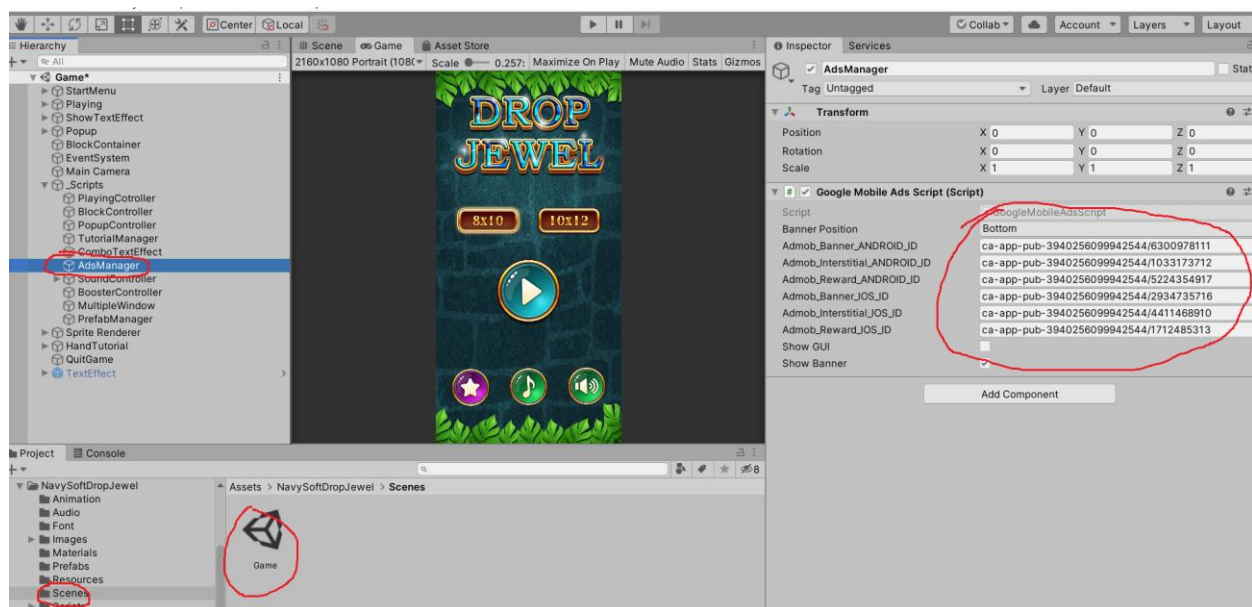 Center Local
Collab Account Layers Layout
Hierarchy
All
Game*
StartMenu
Playing
ShowTextEffect
Popup
BlockContainer
EventSystem
Main Camera
_Scripts
PlayingCotroller
BlockController
PopupController
TutorialManager
ComboTextEffect
AdsManager
SoundController
BoosterController
MultipleWindow
PrefabManager
Sprite Renderer
HandTutorial
QuitGame
TextEffect
Scene Game Asset Store
2160x1080 Portrait (108( Scale 0.257: Maximize On Play Mute Audio Stats Gizmos
DROP
JEWEL
8X10 10X12
Inspector Services
AdsManager Stat
Tag Untagged Layer Default
Transform
Position X 0 Y 0 Z 0
Rotation X 0 Y 0 Z 0
Scale X 1 Y 1 Z 1
# Google Mobile Ads Script (Script)
Script GoogleMobileAdsScript
Banner Position Bottom
Admob_Banner_ANDROID_ID ca-app-pub-3940256099942544/6300978111
Admob_Interstitial_ANDROID_ID ca-app-pub-3940256099942544/1033173712
Admob_Reward_ANDROID_ID ca-app-pub-3940256099942544/5224354917
Admob_Banner_IOS_ID ca-app-pub-3940256099942544/2934735716
Admob_Interstitial_IOS_ID ca-app-pub-3940256099942544/4411468910
Admob_Reward_IOS_ID ca-app-pub-3940256099942544/1712485313
Show GUI
Show Banner
Add Component
Project Console
8
NavySoftDropJewel
Animation
Audio
Font
Images
Materials
Prefabs
Resources
Scenes
Scripts
Assets > NavySoftDropJewel > Scenes
Game